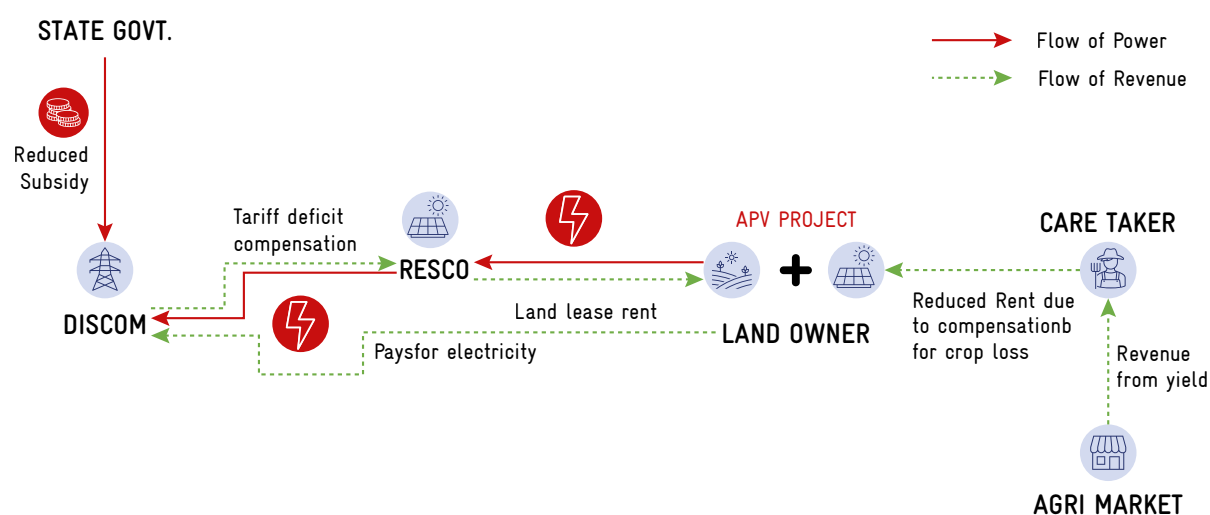 STATE GOVT.
Flow of Power
Flow of Revenue
Reduced
Subsidy
Tariff deficit
compensation
APV PROJECT
CARE TAKER
RESCO
DISCOM
Land lease rent
LAND OWNER
Paysfor electricity
Reduced Rent due
to compensationb
for crop loss
Revenue
from yield
AGRI MARKET